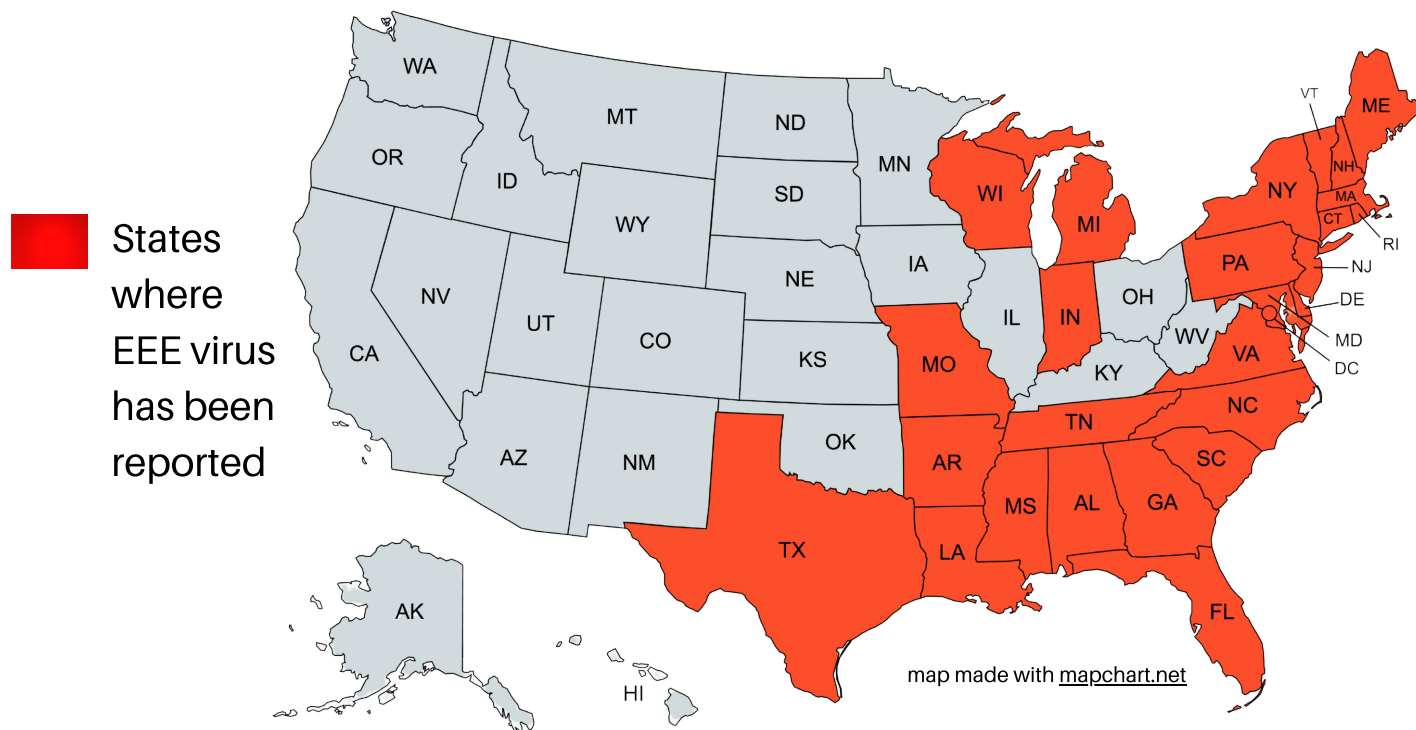 States
where
EEE virus
has been
reported
WA
OR
CA
NV
ID
MT
WY
UT
AZ
CO
NM
ND
SD
NE
KS
OK
TX
MN
IA
MO
AR
LA
WI
IL
MI
IN
OH
KY
TN
MS
AL
GA
FL
SC
NC
VA
WV
PA
NY
VT
NH
ME
MA
CT
RI
NJ
DE
MD
DC
AK
HI
map made with mapchart.net